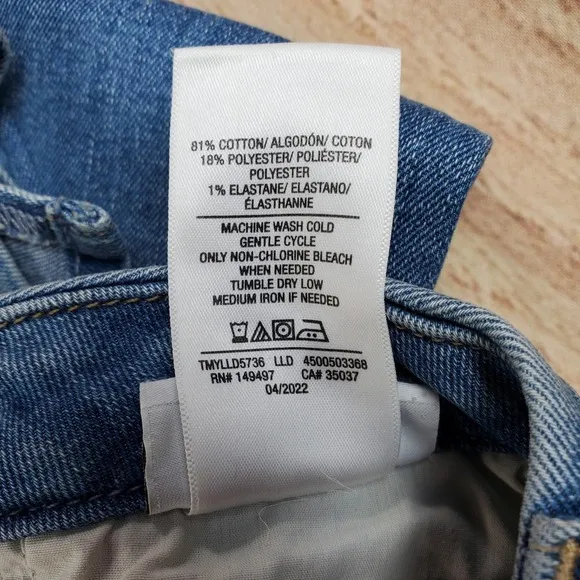 81% COTTON/ ALGODÓN/ COTON
18% POLYESTER/ POLIÉSTER/
POLYESTER
1% ELASTANE/ ELASTANO/
ÉLASTHANNE
MACHINE WASH COLD
GENTLE CYCLE
ONLY NON-CHLORINE BLEACH
WHEN NEEDED
TUMBLE DRY LOW
MEDIUM IRON IF NEEDED
TMYLLD5736 LLD 4500503368
RN# 149497 CA# 35037
04/2022